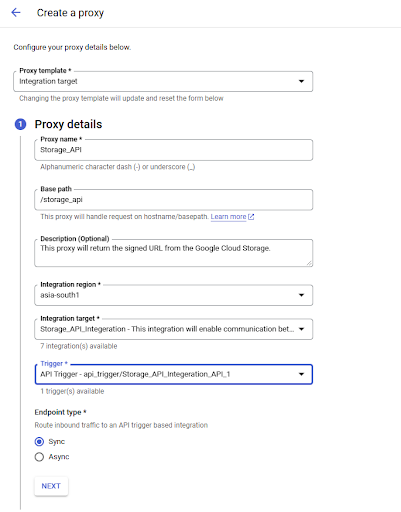 Create a proxy
Configure your proxy details below.
Proxy template *
Integration target
Changing the proxy template will update and reset the form below
1 Proxy details
Proxy name *
Storage_API
Alphanumeric character dash (-) or underscore (_)
Base path
/storage_api
This proxy will handle request on hostname/basepath. Learn more
Description (Optional)
This proxy will return the signed URL from the Google Cloud Storage.
Integration region *
asia-south1
Integration target *
Storage_API_Integeration - This integration will enable communication bet...
7 integration(s) available
Trigger *
API Trigger - api_trigger/Storage_API_Integeration_API_1
1 trigger(s) available
Endpoint type *
Route inbound traffic to an API trigger based integration
Sync
Async
NEXT